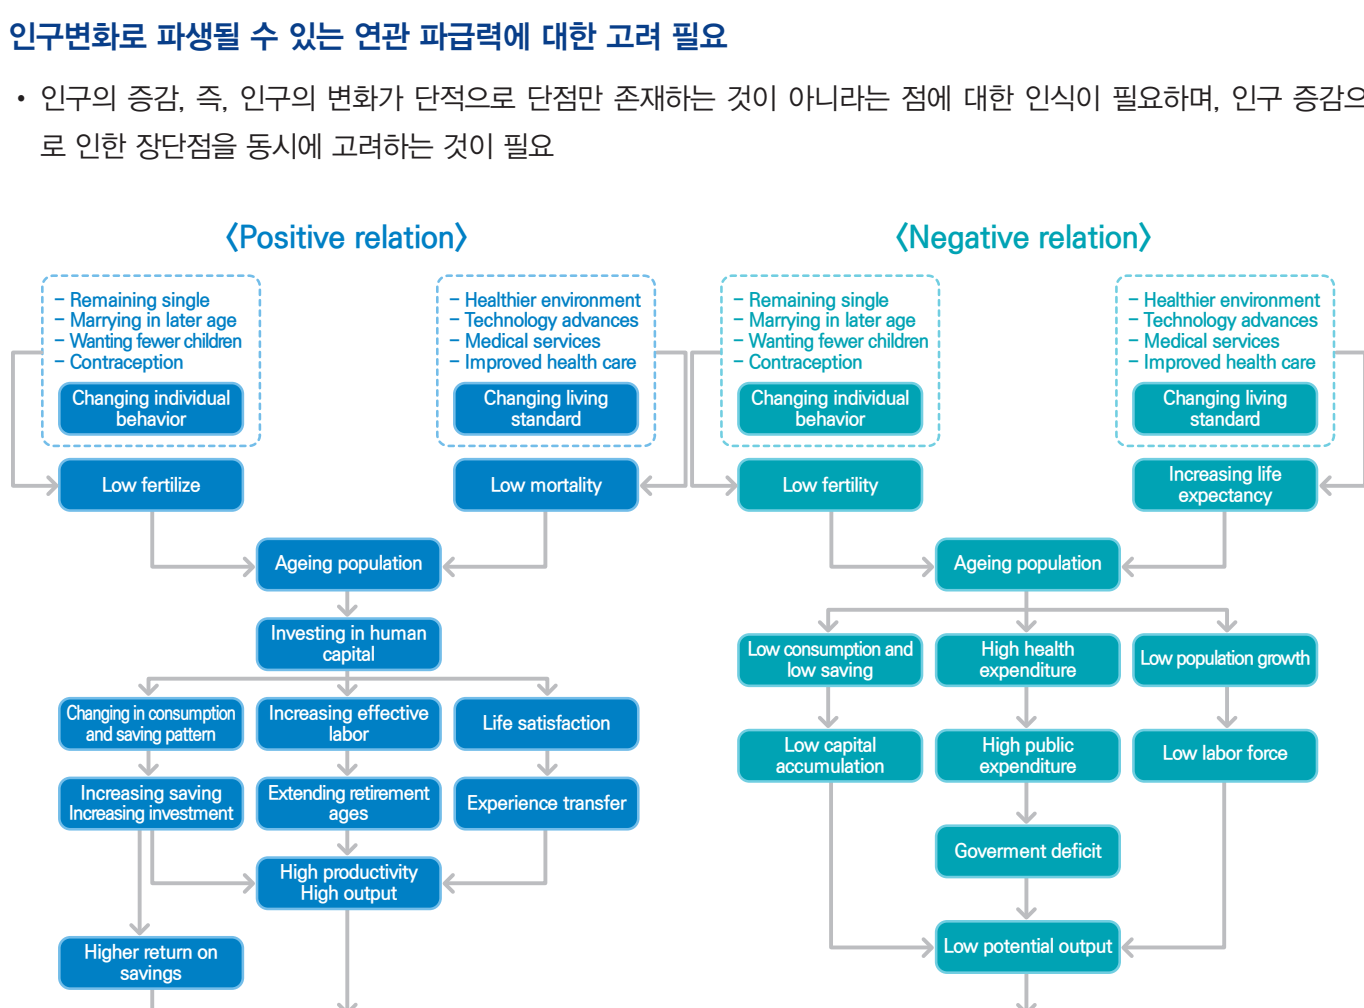 인구변화로 파생될 수 있는 연관 파급력에 대한 고려 필요
• 인구의 증감, 즉, 인구의 변화가 단적으로 단점만 존재하는 것이 아니라는 점에 대한 인식이 필요하며, 인구 증감으
로 인한 장단점을 동시에 고려하는 것이 필요
〈Positive relation〉
– Remaining single
– Marrying in later age
– Wanting fewer children
– Contraception
Changing individual
behavior
– Healthier environment
– Technology advances
– Medical services
– Improved health care
Changing living
standard
Low fertilize
Low mortality
Ageing population
Investing in human
capital
Changing in consumption
and saving pattern
Increasing effective
labor
Life satisfaction
Increasing saving
Increasing investment
Extending retirement
ages
Experience transfer
High productivity
High output
Higher return on
savings
〈Negative relation〉
– Remaining single
– Marrying in later age
– Wanting fewer children
– Contraception
Changing individual
behavior
– Healthier environment
– Technology advances
– Medical services
– Improved health care
Changing living
standard
Low fertility
Increasing life
expectancy
Ageing population
Low consumption and
low saving
High health
expenditure
Low population growth
Low capital
accumulation
High public
expenditure
Low labor force
Goverment deficit
Low potential output